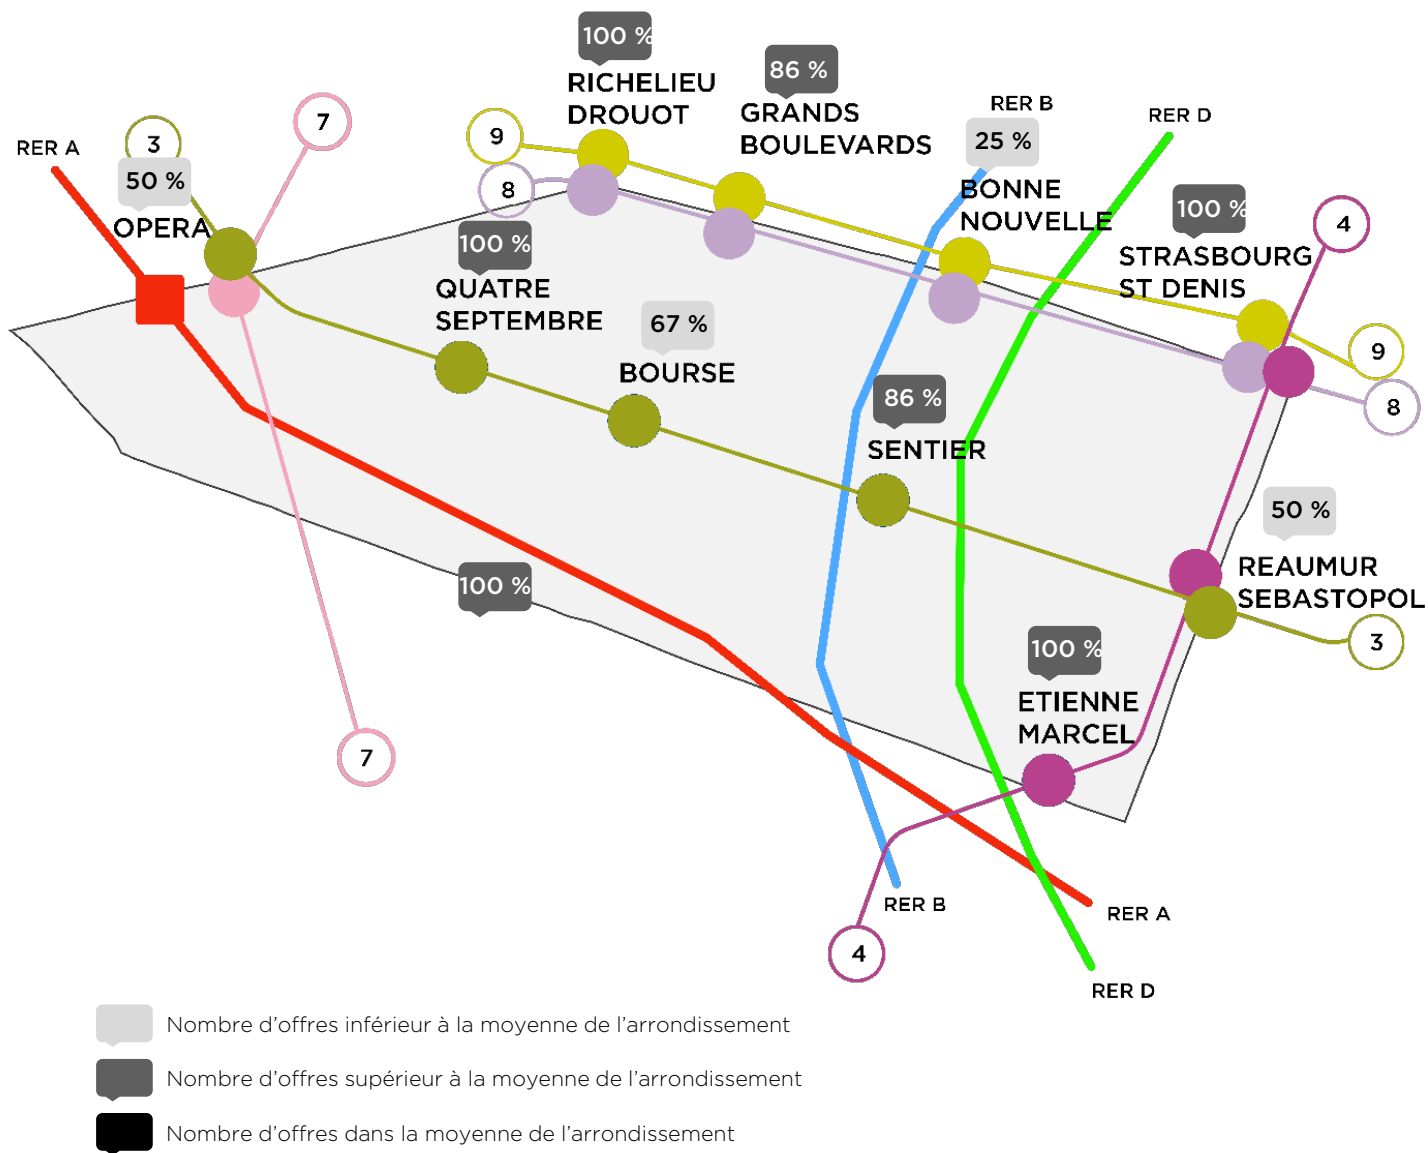 100 %
RICHELIEU
DROUOT
86 %
GRANDS
BOULEVARDS
RER B
25 %
BONNE
NOUVELLE
RER D
7
3
9
8
RER A
50 %
OPERA
100 %
STRASBOURG
ST DENIS
4
100 %
QUATRE
SEPTEMBRE
67 %
BOURSE
9
8
86 %
SENTIER
50 %
REAUMUR
SEBASTOPOL
3
100 %
100 %
ETIENNE
MARCEL
7
RER B
RER A
4
RER D
Nombre d’offres inférieur à la moyenne de l’arrondissement
Nombre d’offres supérieur à la moyenne de l’arrondissement
Nombre d’offres dans la moyenne de l’arrondissement